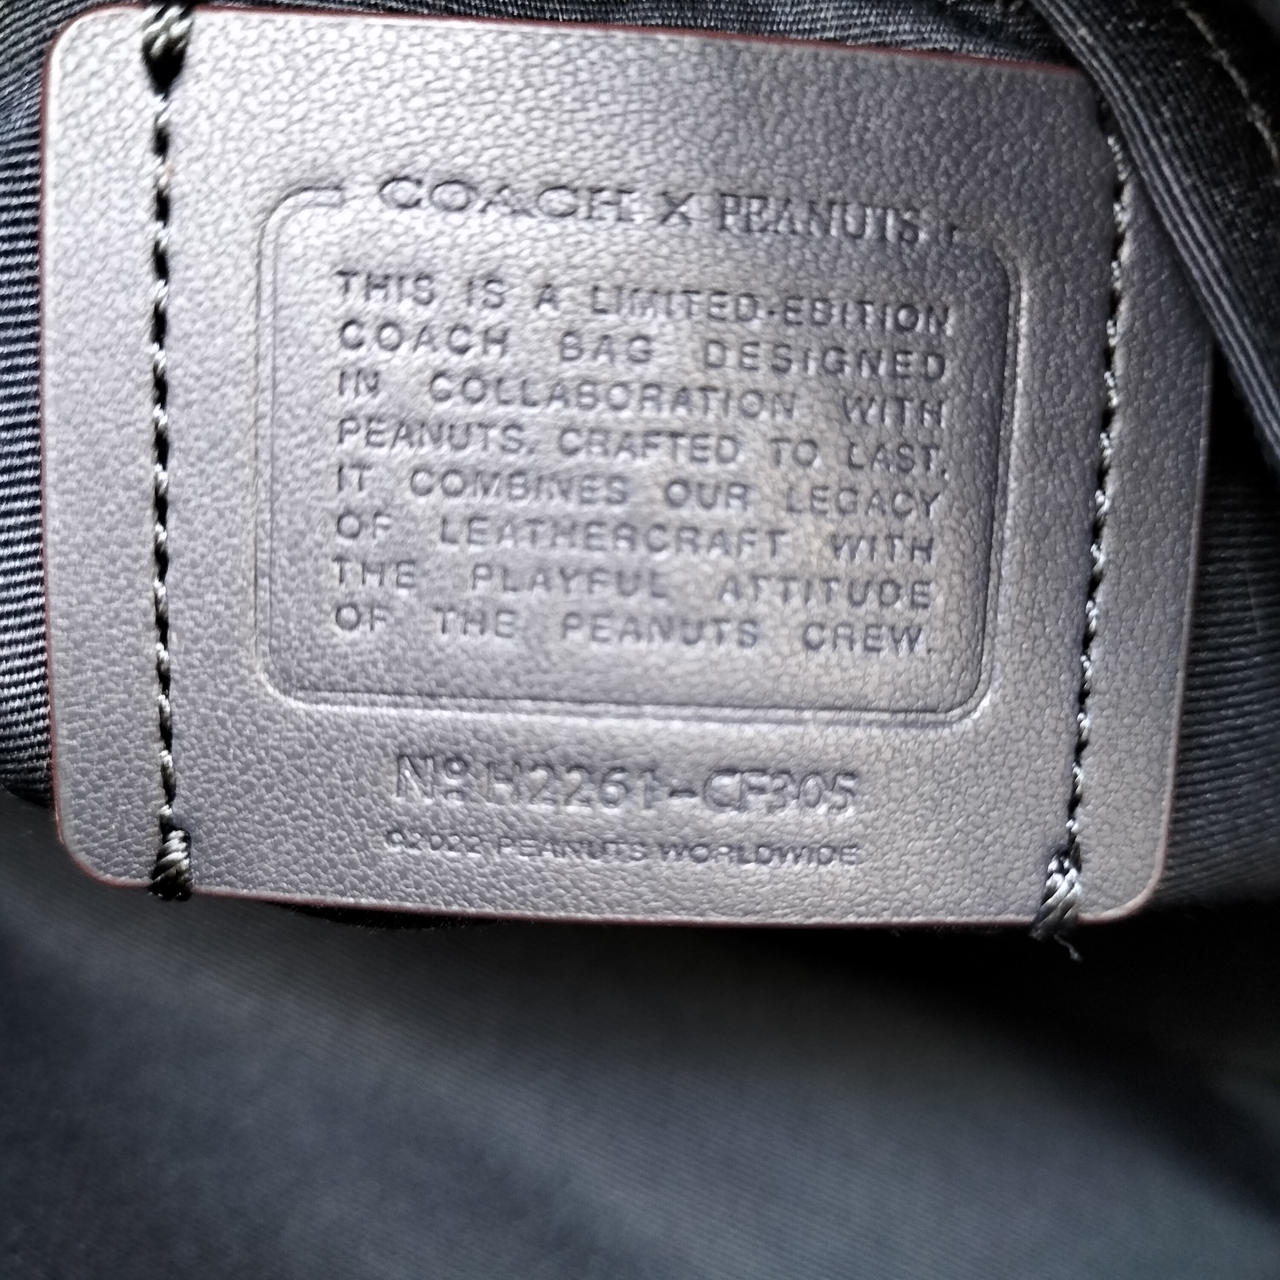 COACH X PEANUTS
THIS IS A LIMITED-EDITION
COACH BAG DESIGNED
IN COLLABORATION WITH
PEANUTS. CRAFTED TO LAST,
IT COMBINES OUR LEGACY
OF LEATHERCRAFT WITH
THE PLAYFUL ATTITUDE
OF THE PEANUTS CREW.
Nº H2261-CF305
©2022 PEANUTS WORLDWIDE